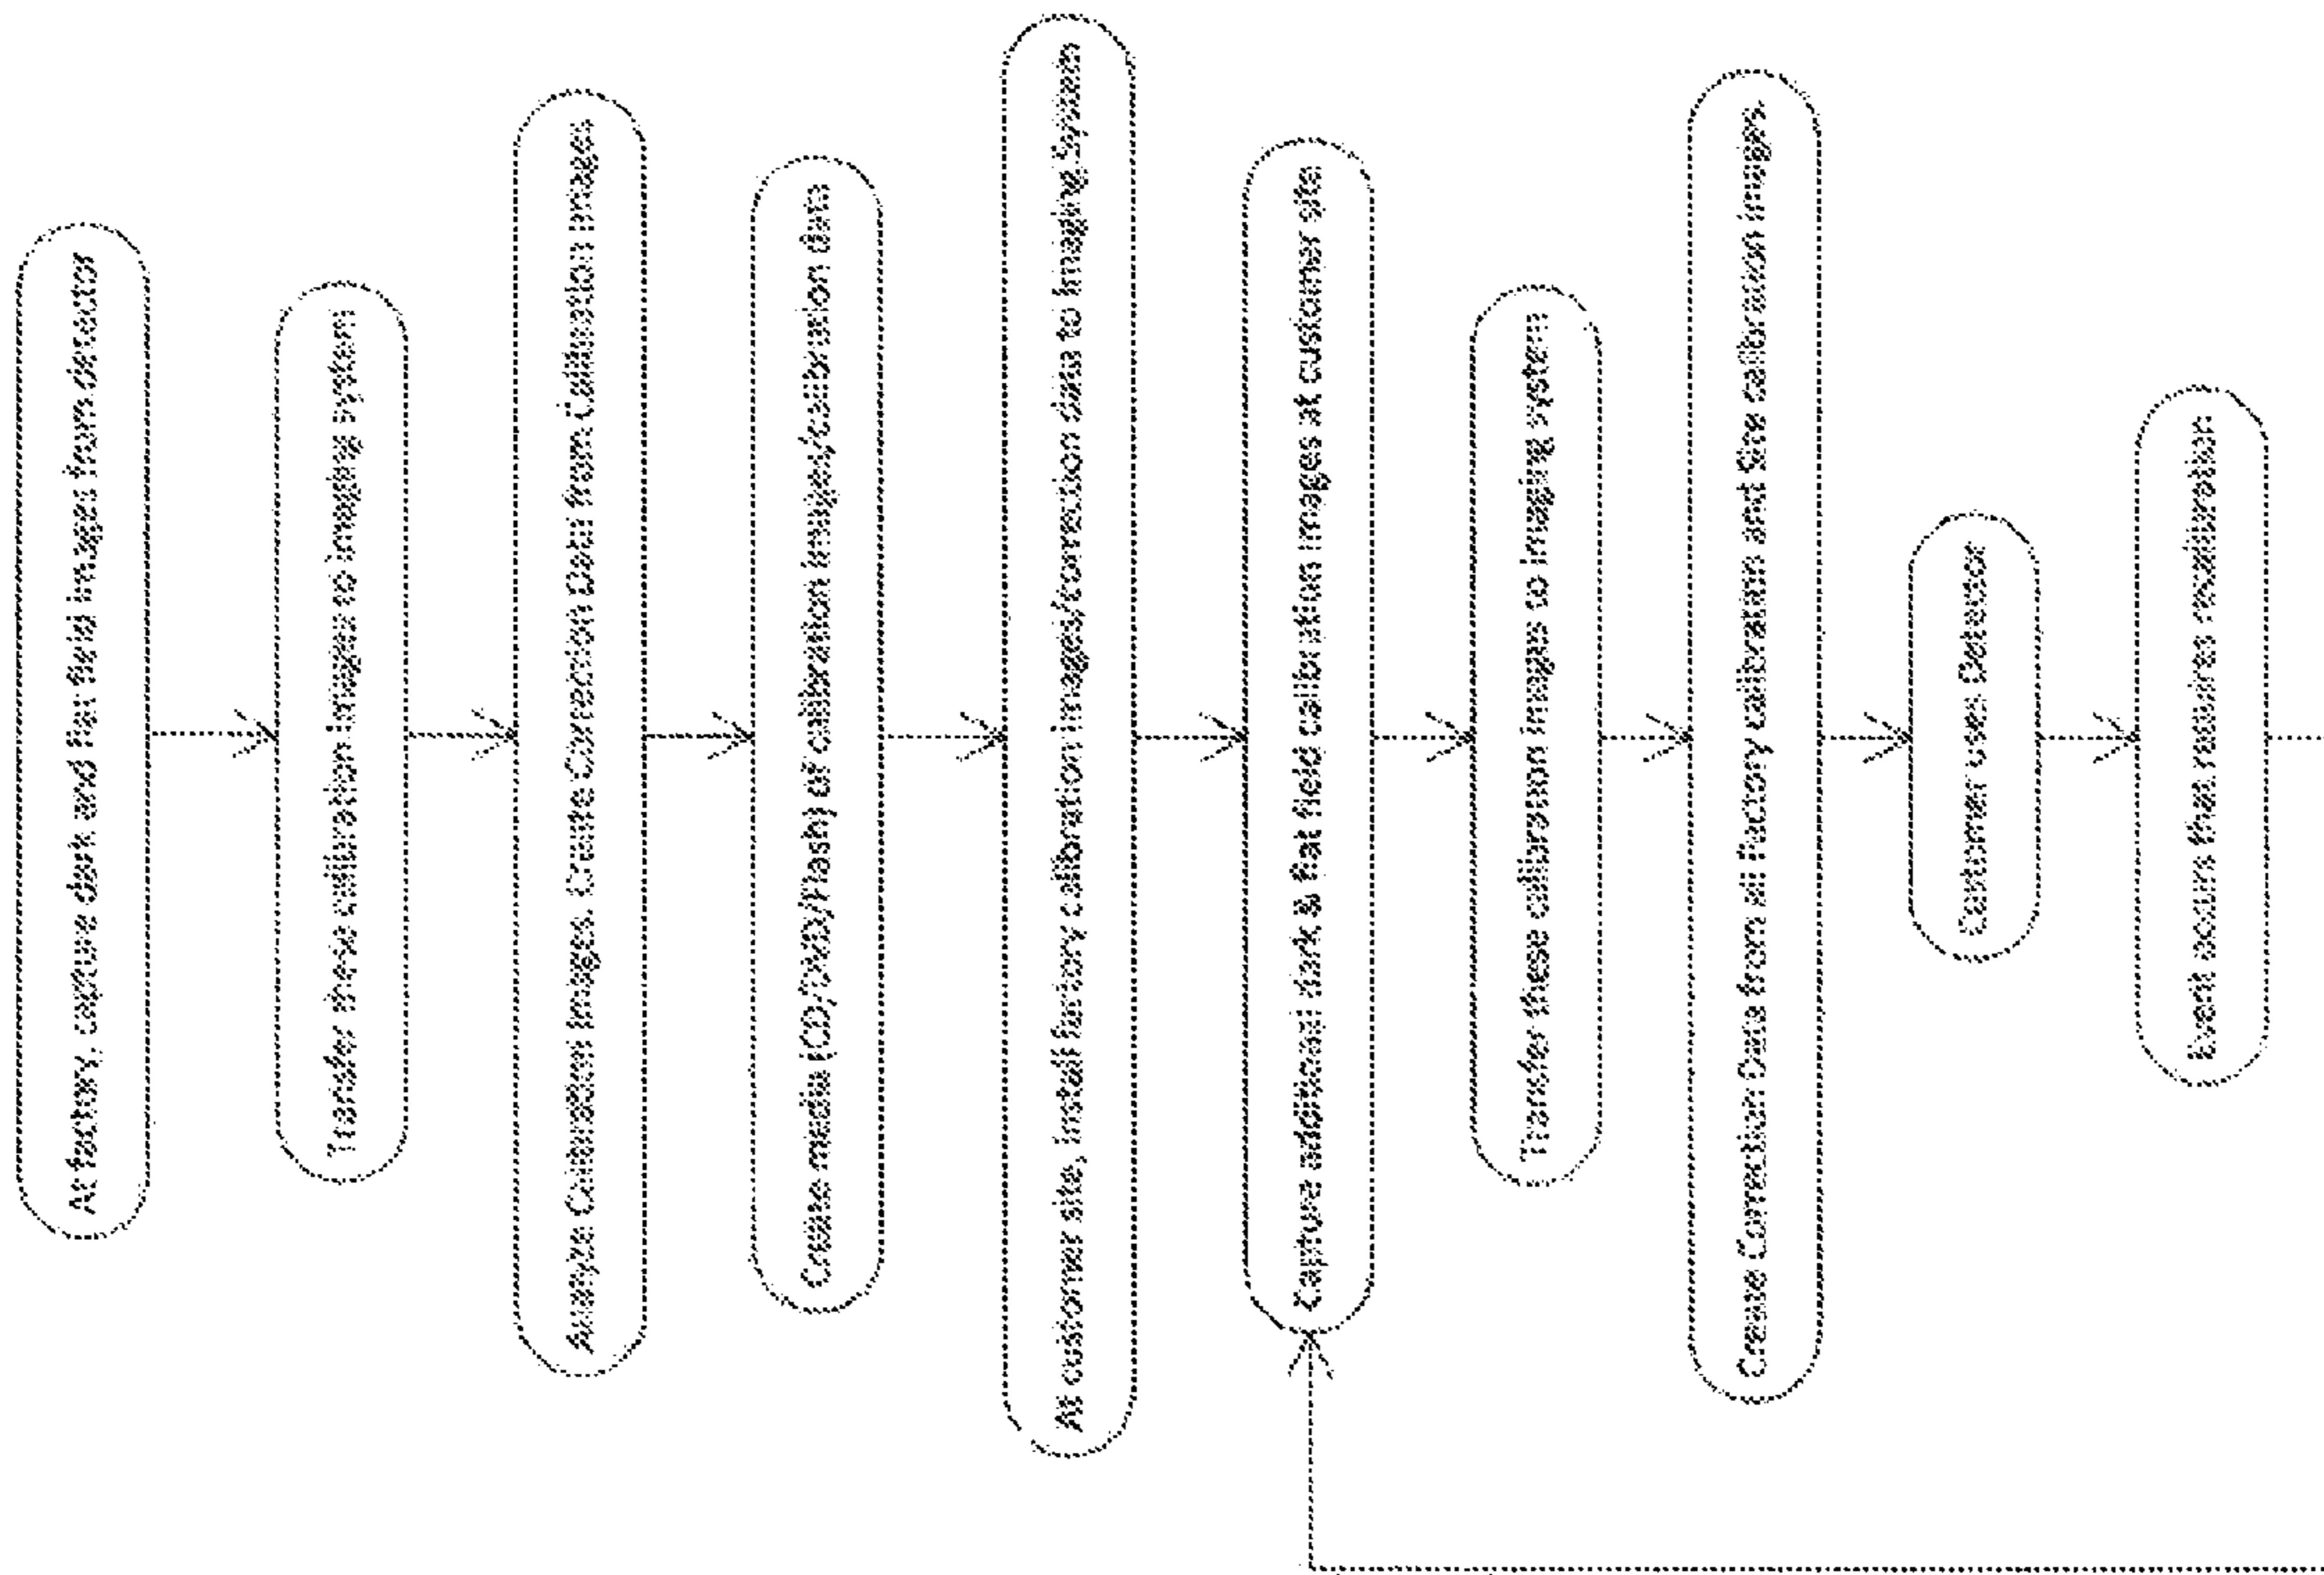 At factory, capture dark and flat field images from detector
Transfer these calibration images to imaging system
Analyze Calibration Images. Create Correction Data from Calibration images
Create media (CD/DVD/Flash) of calibration images/correction data
At customer site, install factory calibration images/correction data to Imaging System
Capture additional dark & flat field calibration images at customer site
Transfer these calibration images to imaging system
Create Correction Data from all Factory calibration and Site calibration images
Customer uses Detector
Event occurs that requires recalibration